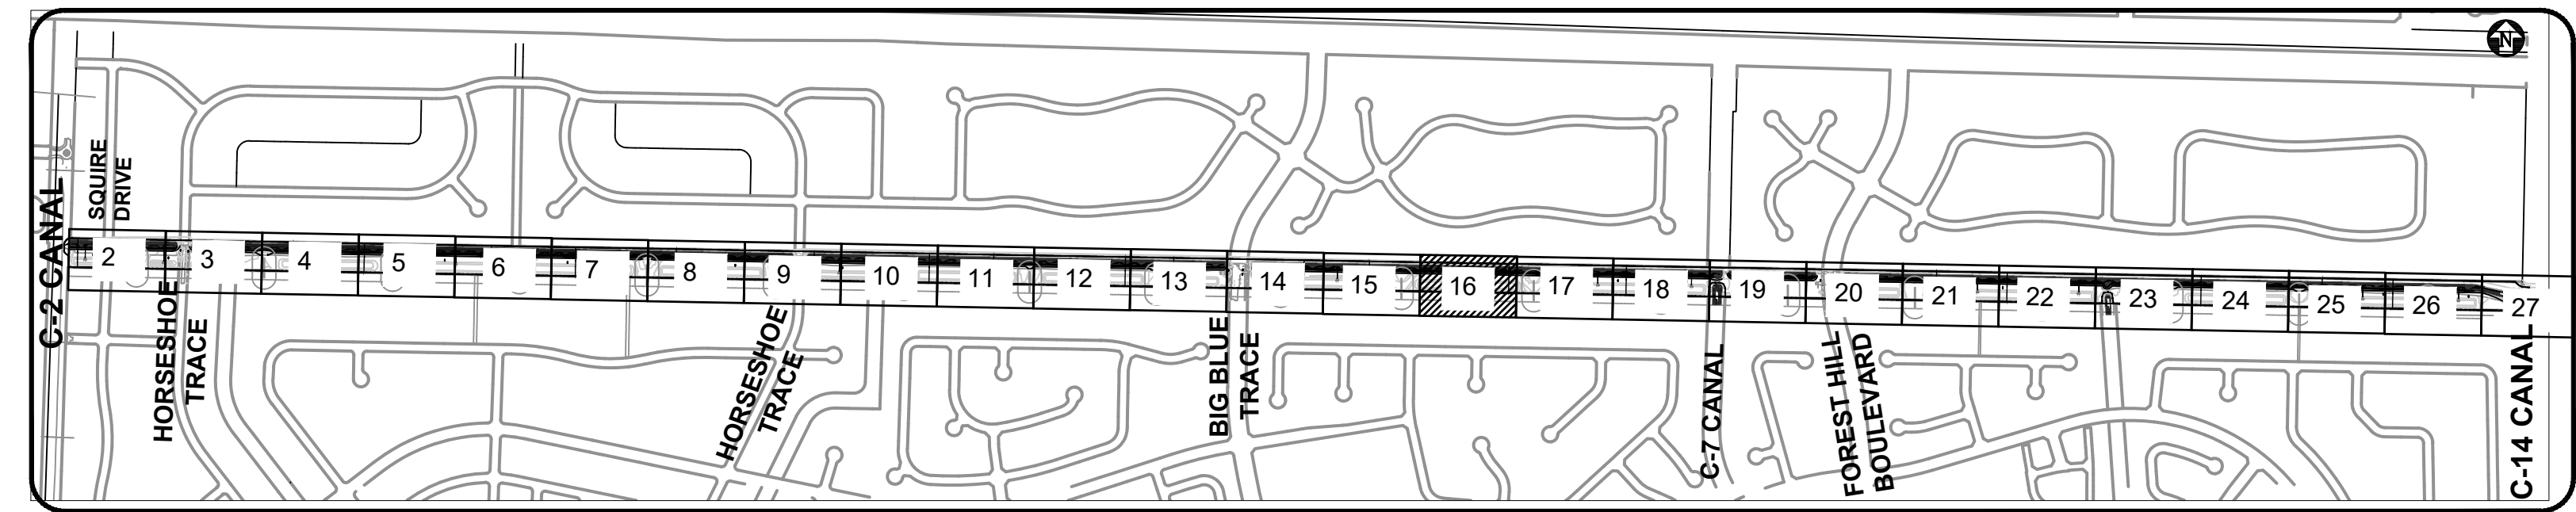 N
SQUIRE
DRIVE
C-2 CANAL
2
3
4
5
6
7
8
9
10
11
12
13
14
15
16
17
18
19
20
21
22
23
24
25
26
27
HORSESHOE
TRACE
HORSESHOE
TRACE
BIG BLUE
TRACE
C-7 CANAL
FOREST HILL
BOULEVARD
C-14 CANAL